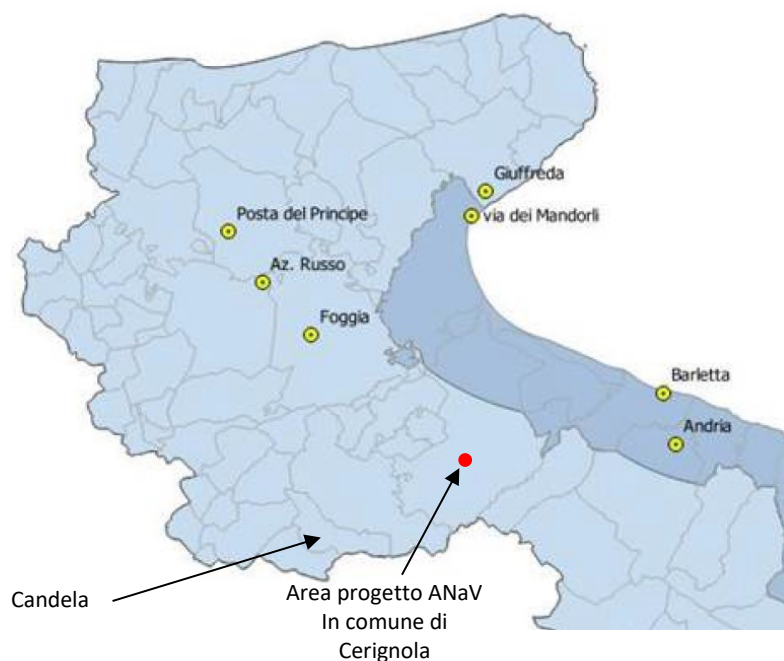 Giuffreda
via dei Mandorli
Posta del Principe
Az. Russo
Foggia
Barletta
Andria
Candela
Area progetto ANaV
In comune di
Cerignola